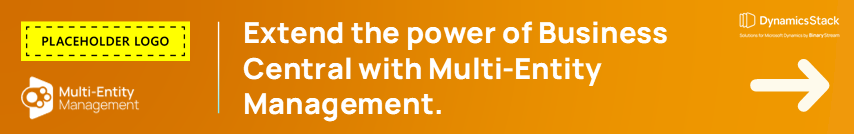 PLACEHOLDER LOGO
Multi-Entity
Management
Extend the power of Business
Central with Multi-Entity
Management.
DynamicsStack
Solutions for Microsoft Dynamics by Binary Stream